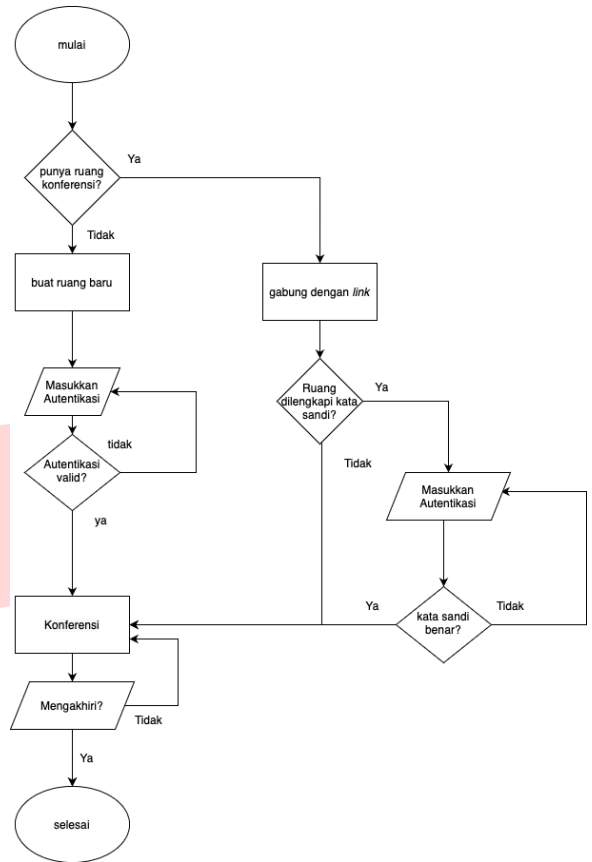 mulai
punya ruang
konferensi?
Ya
Tidak
buat ruang baru
gabung dengan link
Masukkan
Autentikasi
tidak
Autentikasi
valid?
ya
Ruang
dilengkapi kata
sandi?
Ya
Tidak
Masukkan
Autentikasi
kata sandi
benar?
Ya
Tidak
Konferensi
Mengakhiri?
Tidak
Ya
selesai